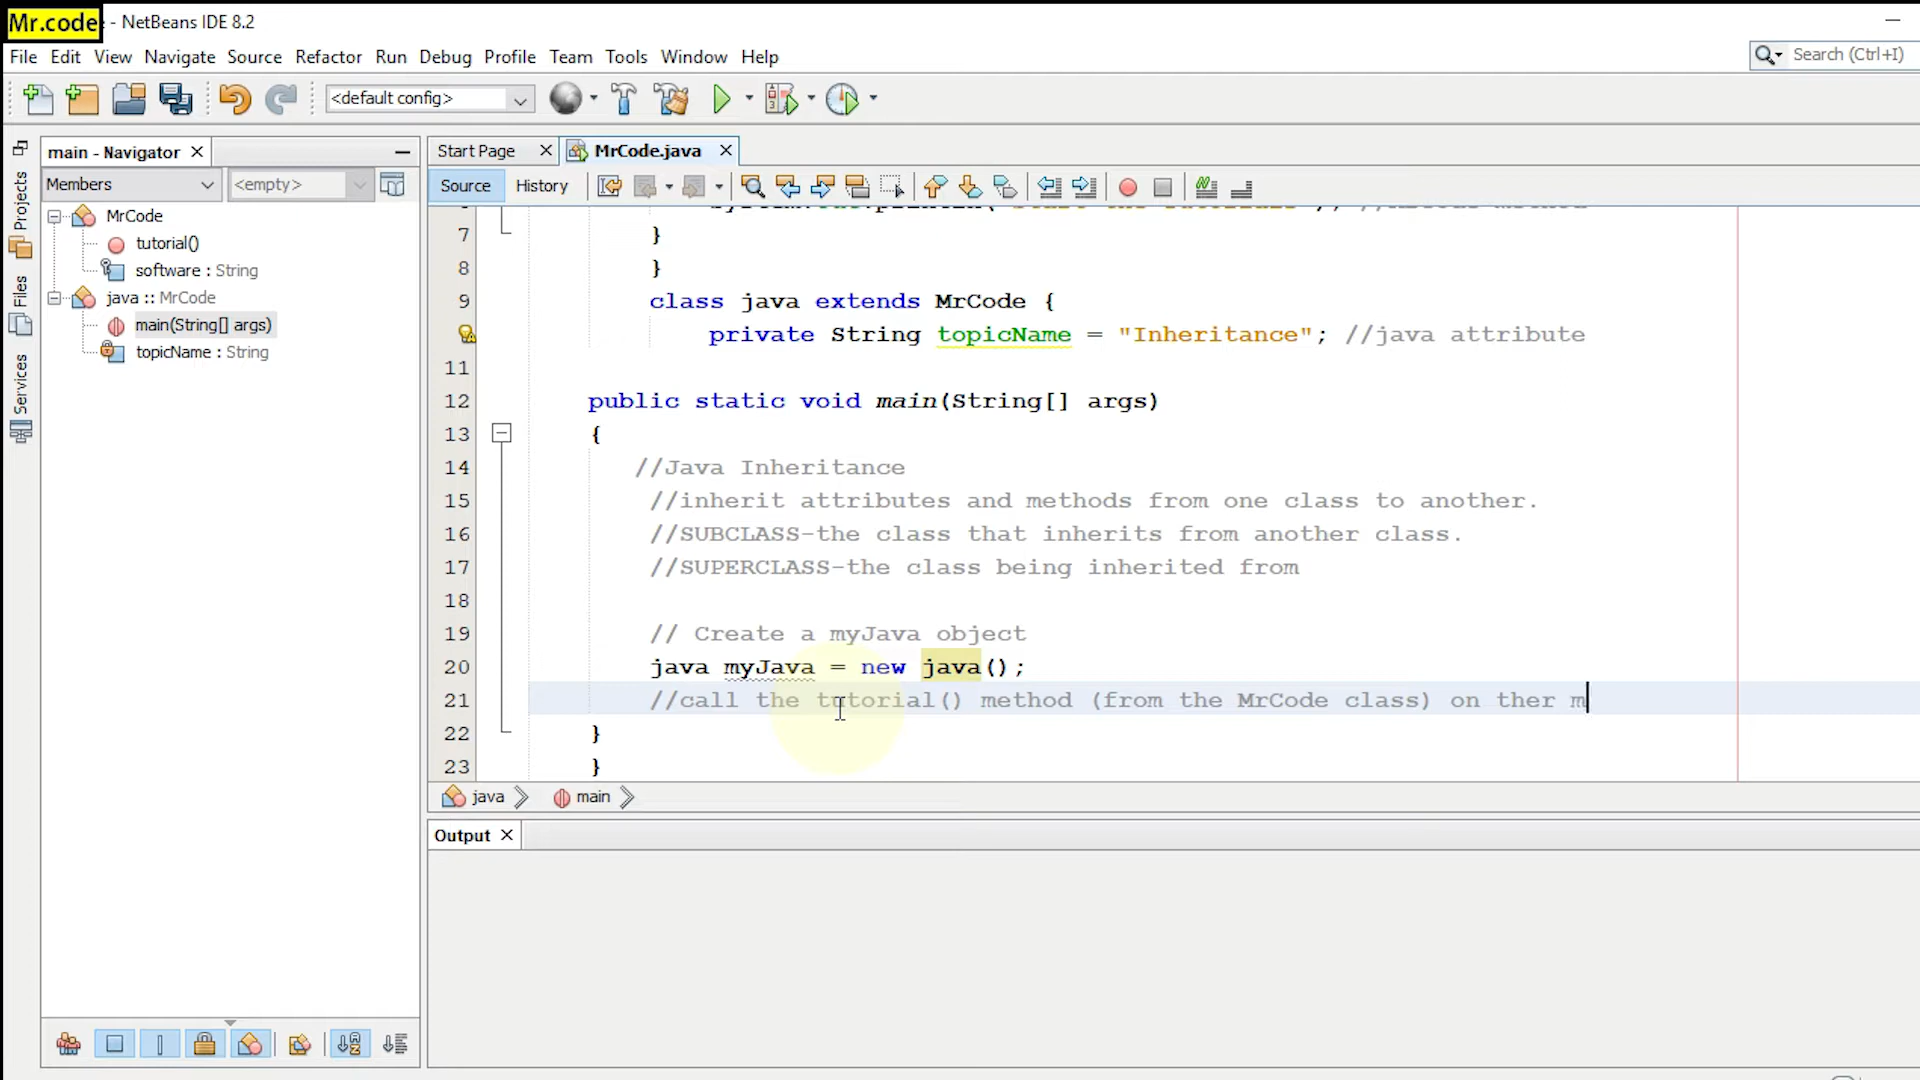 Mr.code - NetBeans IDE 8.2
File Edit View Navigate Source Refactor Run Debug Profile Team Tools Window Help
Search (Ctrl+I)
<default config>
main - Navigator
Start Page
MrCode.java
Members
<empty>
Source
History
Projects
Files
Services
MrCode
tutorial()
software : String
java :: MrCode
main(String[] args)
topicName : String
7 }
8 }
9 class java extends MrCode {
private String topicName = "Inheritance"; //java attribute
11
12 public static void main(String[] args)
13 {
14 //Java Inheritance
15 //inherit attributes and methods from one class to another.
16 //SUBCLASS-the class that inherits from another class.
17 //SUPERCLASS-the class being inherited from
18
19 // Create a myJava object
20 java myJava = new java();
21 //call the tutorial() method (from the MrCode class) on ther m
22 }
23 }
java
main
Output